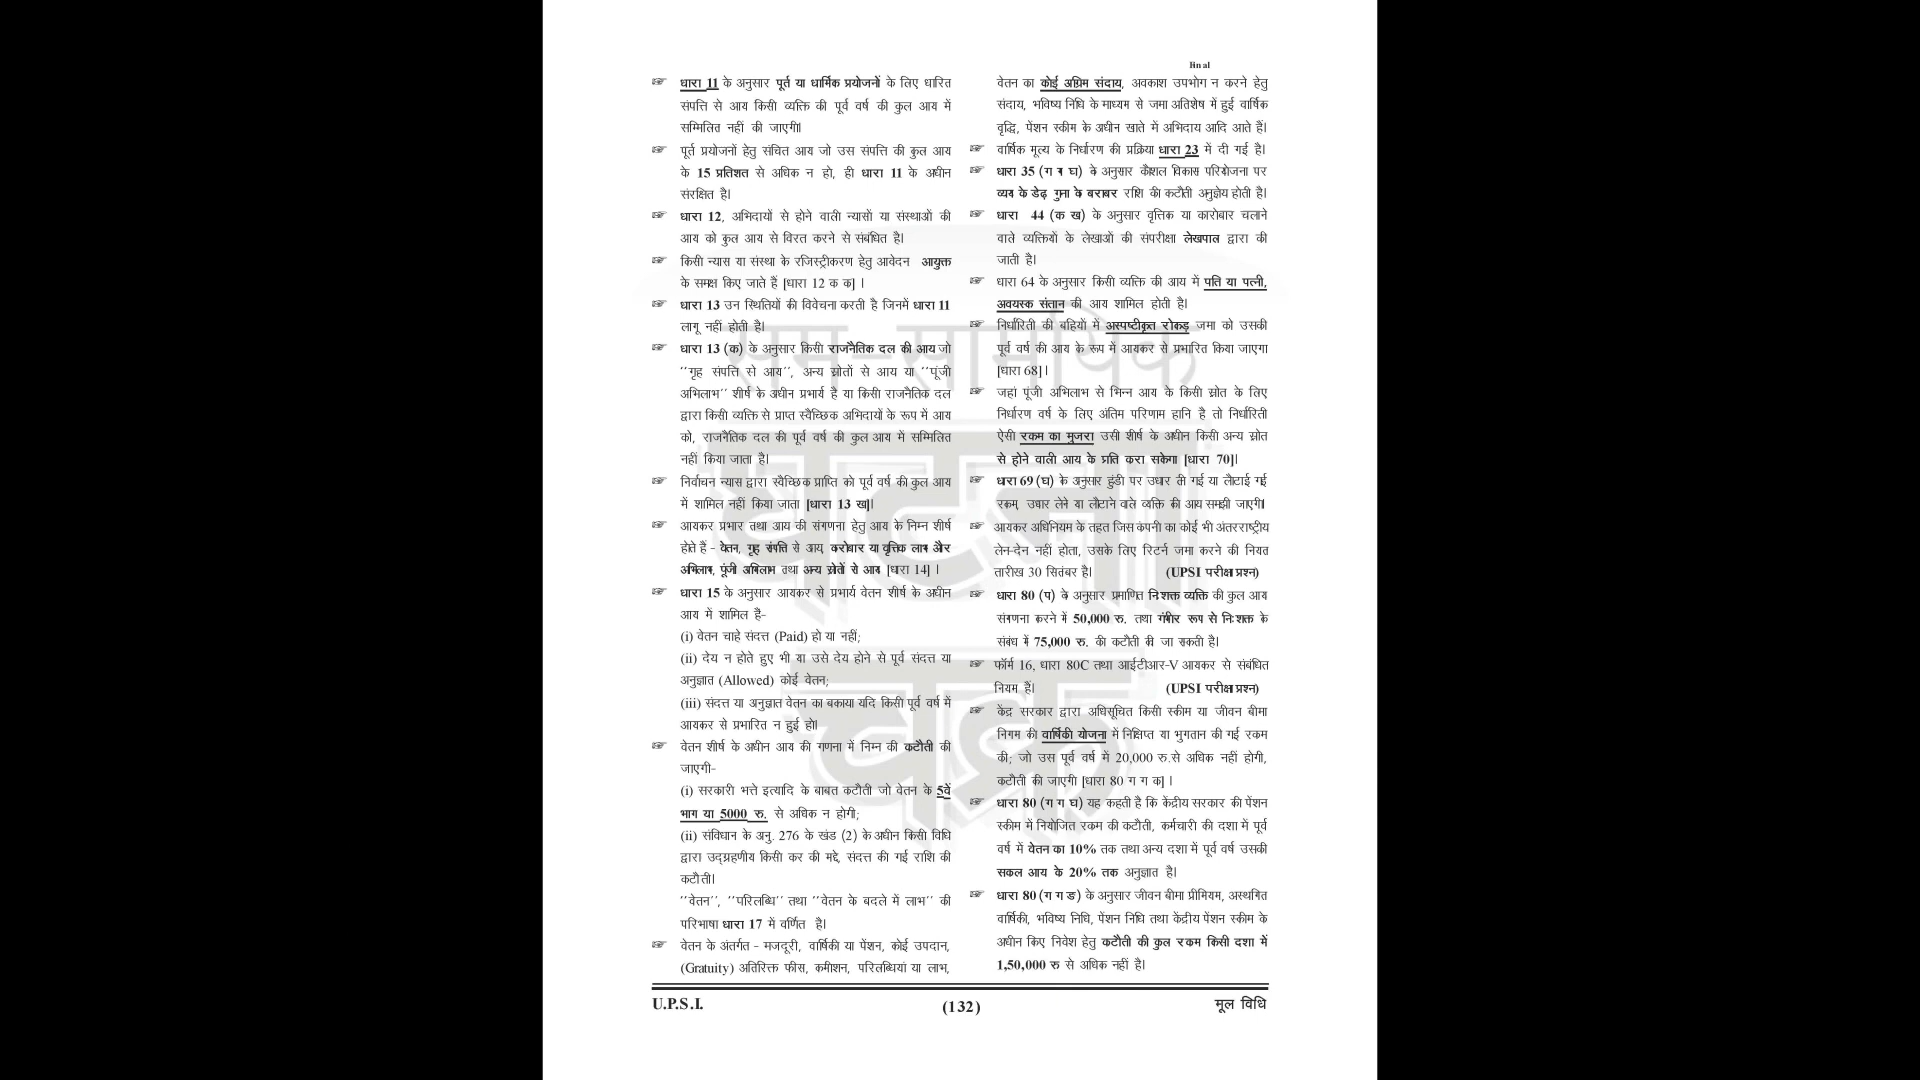 Final
☞ धारा 11 के अनुसार पूर्त या धार्मिक प्रयोजनों के लिए धारित
संपत्ति से आय किसी व्यक्ति की पूर्व वर्ष की कुल आय में
सम्मिलित नहीं की जाएगी।
☞ पूर्त प्रयोजनों हेतु संचित आय जो उस संपत्ति की कुल आय
के 15 प्रतिशत से अधिक न हो, ही धारा 11 के अधीन
संरक्षित है।
☞ धारा 12, अभिदायों से होने वाली न्यासों या संस्थाओं की
आय को कुल आय से विरत करने से संबंधित है।
☞ किसी न्यास या संस्था के रजिस्ट्रीकरण हेतु आवेदन आयुक्त
के समक्ष किए जाते हैं [धारा 12 क क] ।
☞ धारा 13 उन स्थितियों की विवेचना करती है जिनमें धारा 11
लागू नहीं होती है।
☞ धारा 13 (क) के अनुसार किसी राजनैतिक दल की आय जो
‘‘गृह संपत्ति से आय’’, अन्य स्रोतों से आय या ‘‘पूंजी
अभिलाभ’’ शीर्ष के अधीन प्रभार्य है या किसी राजनैतिक दल
द्वारा किसी व्यक्ति से प्राप्त स्वैच्छिक अभिदायों के रूप में आय
को, राजनैतिक दल की पूर्व वर्ष की कुल आय में सम्मिलित
नहीं किया जाता है।
☞ निर्वाचन न्यास द्वारा स्वैच्छिक प्राप्ति को पूर्व वर्ष की कुल आय
में शामिल नहीं किया जाता [धारा 13 ख]।
☞ आयकर प्रभार तथा आय की संगणना हेतु आय के निम्न शीर्ष
होते हैं - वेतन, गृह संपति से आय, करोबार या वृत्तिक लाभ और
अभिलाभ, पूंजी अभिलाभ तथा अन्य स्रोतों से आय [धारा 14] ।
☞ धारा 15 के अनुसार आयकर से प्रभार्य वेतन शीर्ष के अधीन
आय में शामिल हैं-
(i) वेतन चाहे संदत्त (Paid) हो या नहीं;
(ii) देय न होते हुए भी या उसे देय होने से पूर्व संदत्त या
अनुज्ञात (Allowed) कोई वेतन;
(iii) संदत्त या अनुज्ञात वेतन का बकाया यदि किसी पूर्व वर्ष में
आयकर से प्रभारित न हुई हो।
☞ वेतन शीर्ष के अधीन आय की गणना में निम्न की कटौती की
जाएगी-
(i) सरकारी भत्ते इत्यादि के बाबत कटौती जो वेतन के 5वें
भाग या 5000 रु. से अधिक न होगी;
(ii) संविधान के अनु. 276 के खंड (2) के अधीन किसी विधि
द्वारा उद्ग्रहणीय किसी कर की मद्दे, संदत्त की गई राशि की
कटौती।
‘‘वेतन’’, ‘‘परिलब्धि’’ तथा ‘‘वेतन के बदले में लाभ’’ की
परिभाषा धारा 17 में वर्णित है।
☞ वेतन के अंतर्गत - मजदूरी, वार्षिकी या पेंशन, कोई उपदान,
(Gratuity) अतिरिक्त फीस, कमीशन, परिलब्धियां या लाभ,
वेतन का कोई अग्रिम संदाय, अवकाश उपभोग न करने हेतु
संदाय, भविष्य निधि के माध्यम से जमा अतिशेष में हुई वार्षिक
वृद्धि, पेंशन स्कीम के अधीन खाते में अभिदाय आदि आते हैं।
☞ वार्षिक मूल्य के निर्धारण की प्रक्रिया धारा 23 में दी गई है।
☞ धारा 35 (ग ग घ) के अनुसार कौशल विकास परियोजना पर
व्यय के डेढ़ गुना के बराबर राशि की कटौती अनुज्ञेय होती है।
☞ धारा 44 (क ख) के अनुसार वृत्तिक या कारोबार चलाने
वाले व्यक्तियों के लेखाओं की संपरीक्षा लेखपाल द्वारा की
जाती है।
☞ धारा 64 के अनुसार किसी व्यक्ति की आय में पति या पत्नी,
अवयस्क संतान की आय शामिल होती है।
☞ निर्धारिती की बहियों में अस्पष्टीकृत रोकड़ जमा को उसकी
पूर्व वर्ष की आय के रूप में आयकर से प्रभारित किया जाएगा
[धारा 68]।
☞ जहां पूंजी अभिलाभ से भिन्न आय के किसी स्रोत के लिए
निर्धारण वर्ष के लिए अंतिम परिणाम हानि है तो निर्धारिती
ऐसी रकम का मुजरा उसी शीर्ष के अधीन किसी अन्य स्रोत
से होने वाली आय के प्रति करा सकेगा [धारा 70]।
☞ धारा 69 (घ) के अनुसार हुंडी पर उधार ली गई या लौटाई गई
रकम, उधार लेने या लौटाने वाले व्यक्ति की आय समझी जाएगी।
☞ आयकर अधिनियम के तहत जिस कंपनी का कोई भी अंतरराष्ट्रीय
लेन-देन नहीं होता, उसके लिए रिटर्न जमा करने की नियत
तारीख 30 सितंबर है। (UPSI परीक्षा प्रश्न)
☞ धारा 80 (प) के अनुसार प्रमाणित निःशक्त व्यक्ति की कुल आय
संगणना करने में 50,000 रु. तथा गंभीर रूप से निःशक्त के
संबंध में 75,000 रु. की कटौती की जा सकती है।
☞ फॉर्म 16, धारा 80C तथा आईटीआर-V आयकर से संबंधित
नियम हैं। (UPSI परीक्षा प्रश्न)
☞ केंद्र सरकार द्वारा अधिसूचित किसी स्कीम या जीवन बीमा
निगम की वार्षिकी योजना में निक्षिप्त या भुगतान की गई रकम
की; जो उस पूर्व वर्ष में 20,000 रु.से अधिक नहीं होगी,
कटौती की जाएगी [धारा 80 ग ग क] ।
☞ धारा 80 (ग ग घ) यह कहती है कि केंद्रीय सरकार की पेंशन
स्कीम में नियोजित रकम की कटौती, कर्मचारी की दशा में पूर्व
वर्ष में वेतन का 10% तक तथा अन्य दशा में पूर्व वर्ष उसकी
सकल आय के 20% तक अनुज्ञात है।
☞ धारा 80 (ग ग ङ) के अनुसार जीवन बीमा प्रीमियम, अस्थगित
वार्षिकी, भविष्य निधि, पेंशन निधि तथा केंद्रीय पेंशन स्कीम के
अधीन किए निवेश हेतु कटौती की कुल रकम किसी दशा में
1,50,000 रु से अधिक नहीं है।
सम-सामयिक
घटना
चक्र
U.P.S.I. (132) मूल विधि